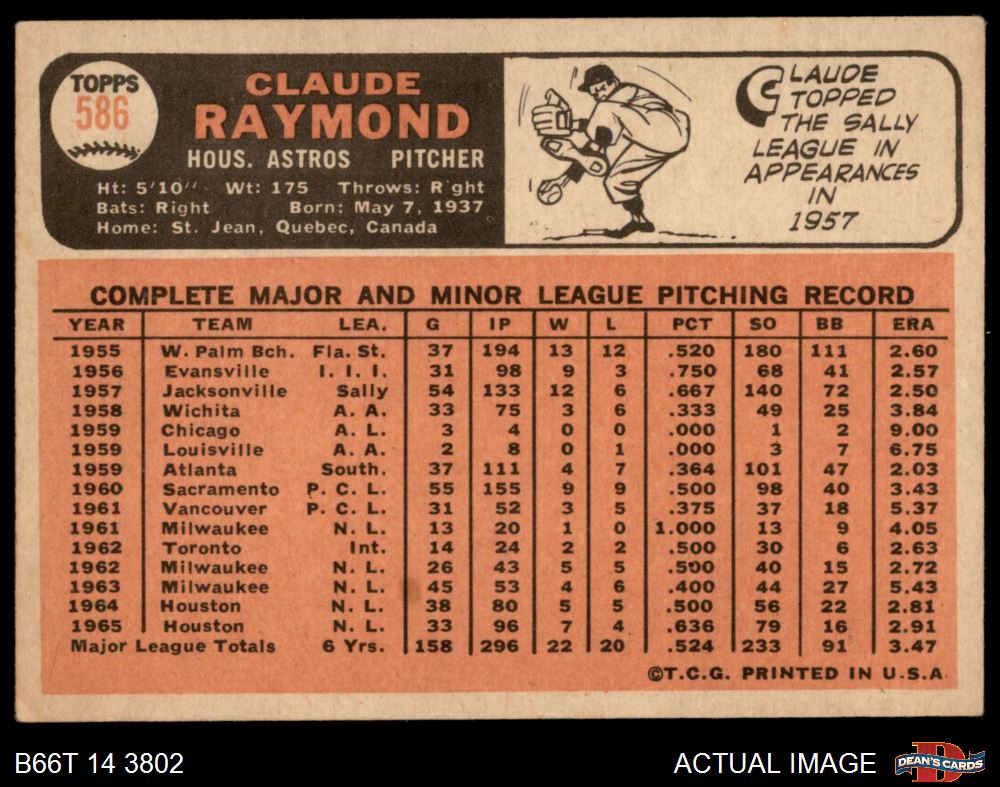 TOPPS
586
CLAUDE
RAYMOND
HOUS. ASTROS PITCHER
Ht: 5'10" Wt: 175 Throws: R ght
Bats: Right Born: May 7, 1937
Home: St. Jean, Quebec, Canada
CLAUDE
TOPPED
THE SALLY
LEAGUE IN
APPEARANCES
IN
1957
COMPLETE MAJOR AND MINOR LEAGUE PITCHING RECORD
YEAR TEAM LEA. G IP W L PCT SO BB ERA
1955 W. Palm Bch. Fla. St. 37 194 13 12 .520 180 111 2.60
1956 Evansville I. I. I. 31 98 9 3 .750 68 41 2.57
1957 Jacksonville Sally 54 133 12 6 .667 140 72 2.50
1958 Wichita A. A. 33 75 3 6 .333 49 25 3.84
1959 Chicago A. L. 3 4 0 0 .000 1 2 9.00
1959 Louisville A. A. 2 8 0 1 .000 3 7 6.75
1959 Atlanta South. 37 111 4 7 .364 101 47 2.03
1960 Sacramento P. C. L. 55 155 9 9 .500 98 40 3.43
1961 Vancouver P. C. L. 31 52 3 5 .375 37 18 5.37
1961 Milwaukee N. L. 13 20 1 0 1.000 13 9 4.05
1962 Toronto Int. 14 24 2 2 .500 30 6 2.63
1962 Milwaukee N. L. 26 43 5 5 .500 40 15 2.72
1963 Milwaukee N. L. 45 53 4 6 .400 44 27 5.43
1964 Houston N. L. 38 80 5 5 .500 56 22 2.81
1965 Houston N. L. 33 96 7 4 .636 79 16 2.91
Major League Totals 6 Yrs. 158 296 22 20 .524 233 91 3.47
©T.C.G. PRINTED IN U.S.A.
B66T 14 3802 ACTUAL IMAGE
DEAN'S CARDS